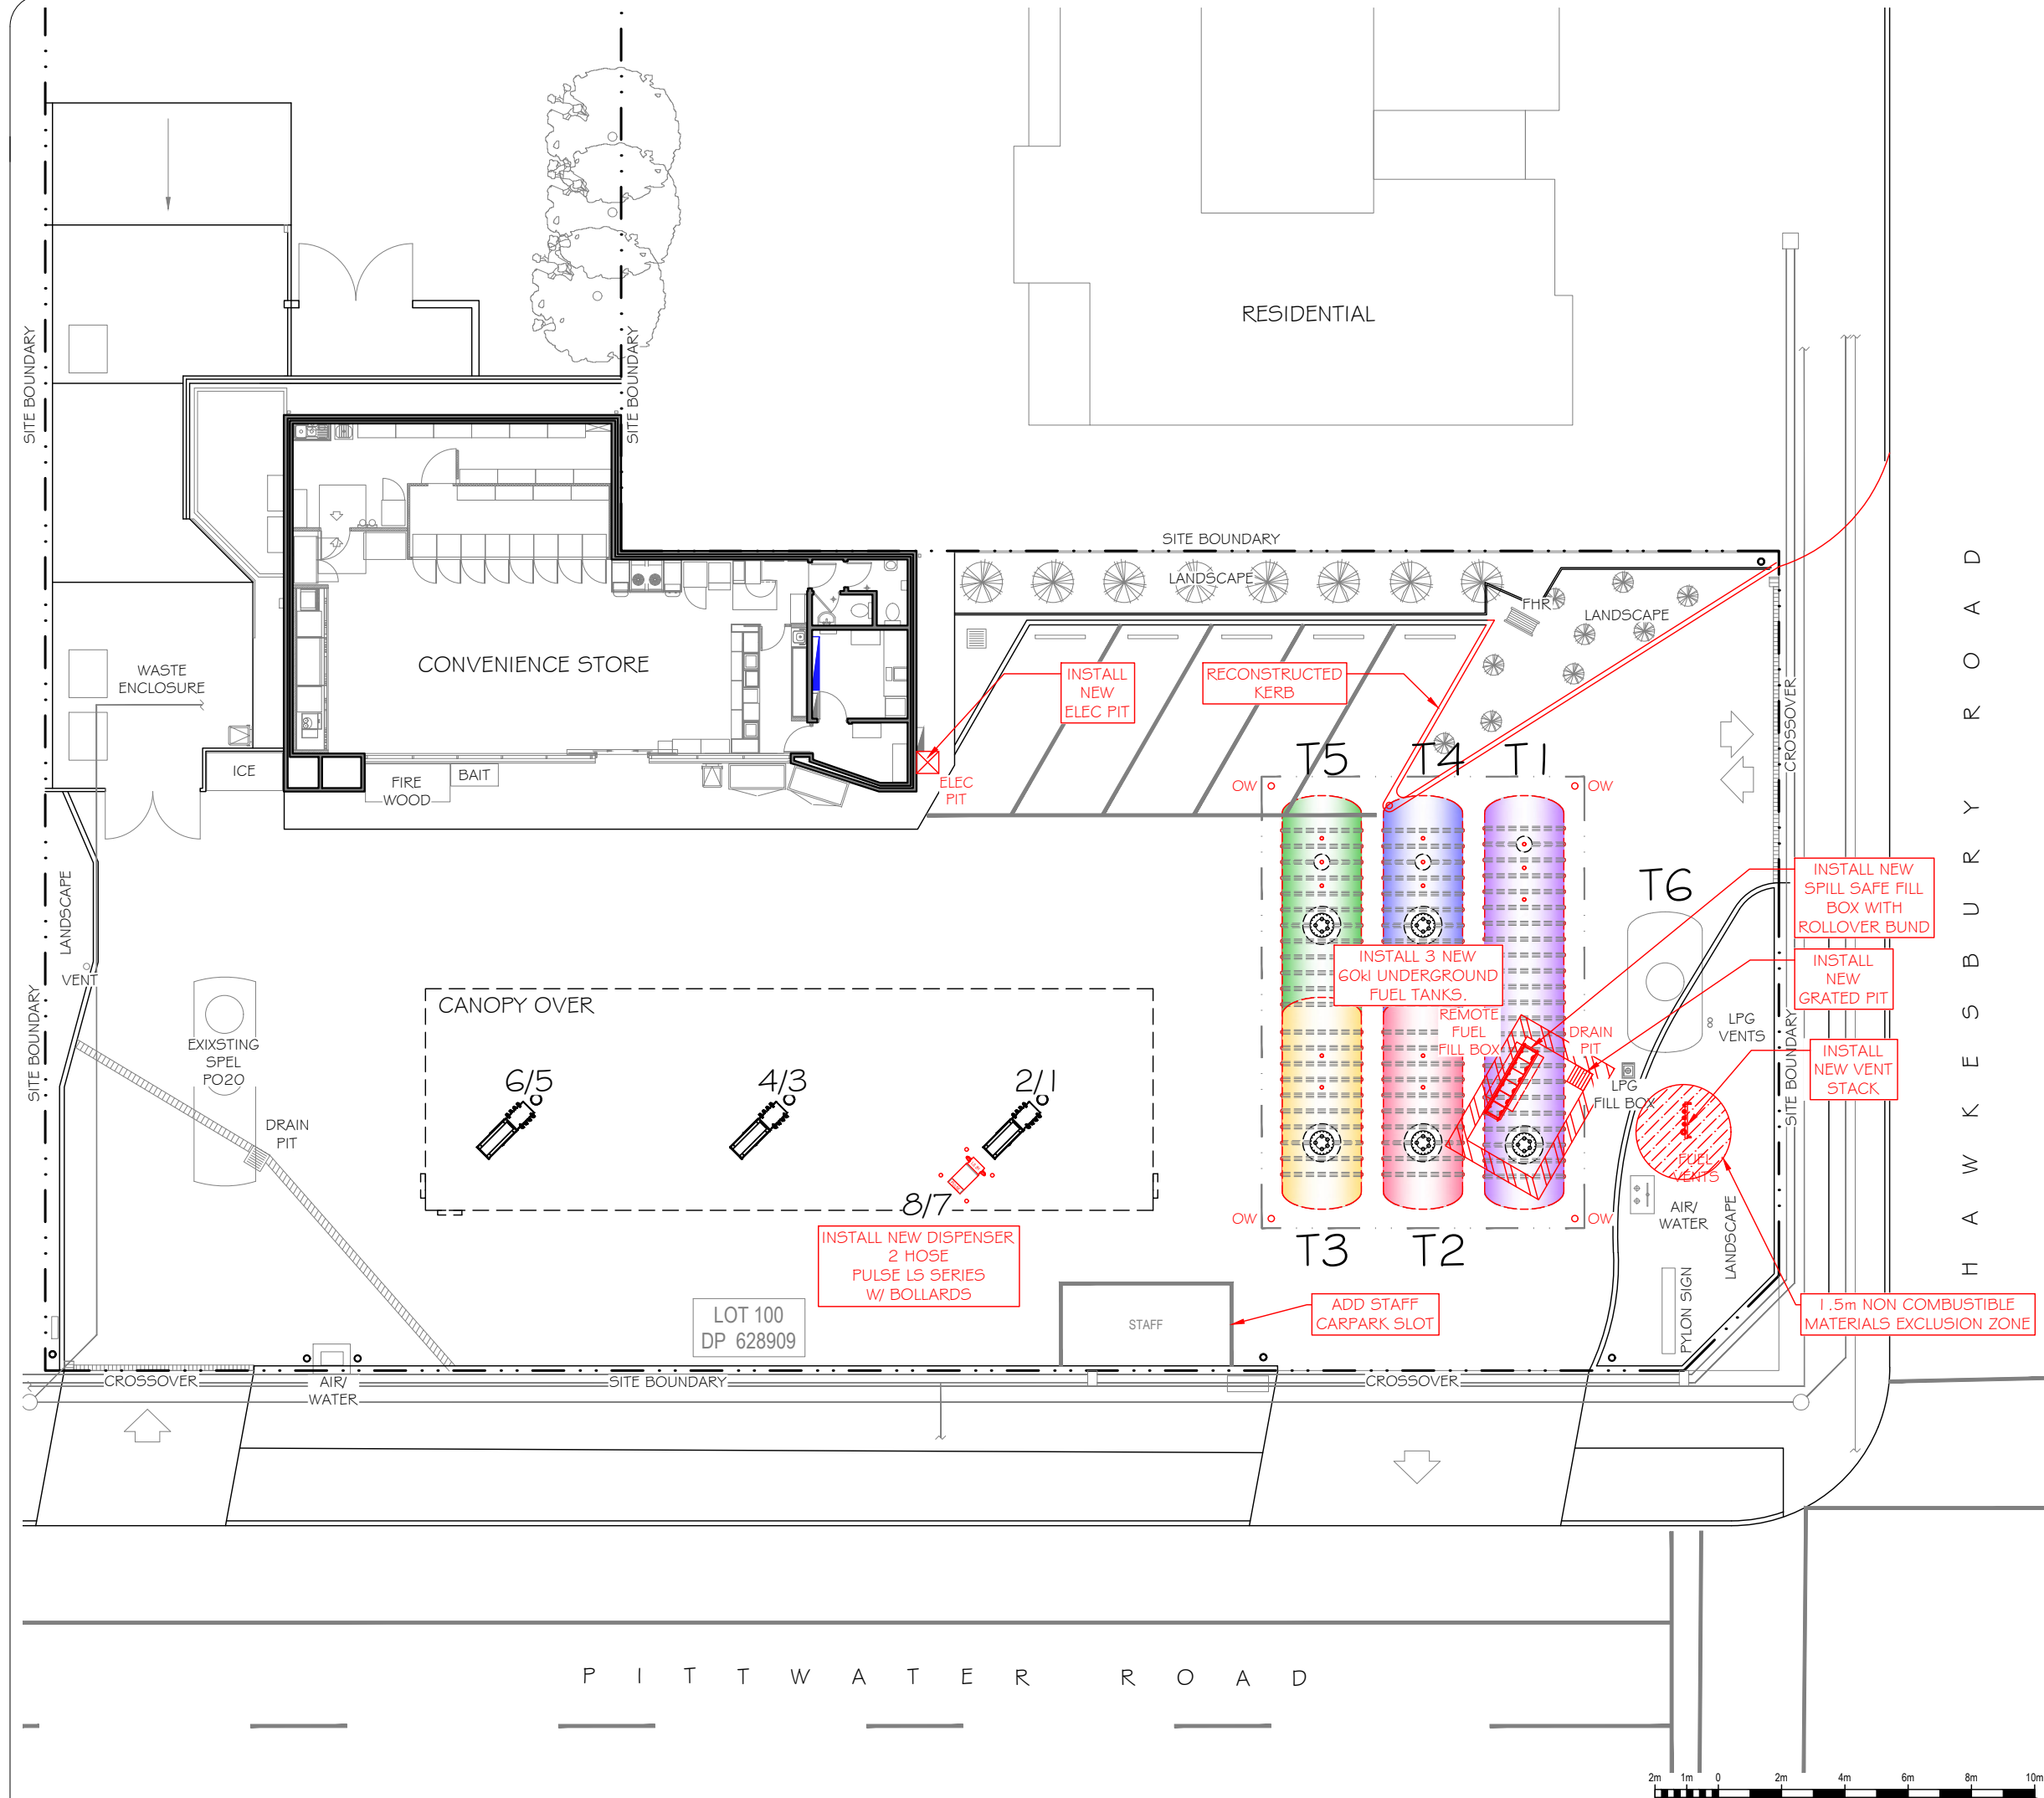 RESIDENTIAL
SITE BOUNDARY
SITE BOUNDARY
SITE BOUNDARY
LANDSCAPE
FHR
LANDSCAPE
CONVENIENCE STORE
WASTE
ENCLOSURE
INSTALL
NEW
ELEC PIT
RECONSTRUCTED
KERB
CROSSOVER
HAWKESBURY ROAD
ICE
FIRE
WOOD
BAIT
ELEC
PIT
T5
T4
T1
OW
OW
T6
INSTALL NEW
SPILL SAFE FILL
BOX WITH
ROLLOVER BUND
LANDSCAPE
VENT
SITE BOUNDARY
EXIXSTING
SPEL
PO20
DRAIN
PIT
CANOPY OVER
6/5
4/3
2/1
8/7
INSTALL 3 NEW
60kl UNDERGROUND
FUEL TANKS.
REMOTE
FUEL
FILL BOX
DRAIN
PIT
INSTALL
NEW
GRATED PIT
LPG
VENTS
SITE BOUNDARY
INSTALL
NEW VENT
STACK
LPG
FILL BOX
FUEL
VENTS
AIR/
WATER
LANDSCAPE
OW
OW
T3
T2
INSTALL NEW DISPENSER
2 HOSE
PULSE LS SERIES
W/ BOLLARDS
LOT 100
DP 628909
STAFF
ADD STAFF
CARPARK SLOT
PYLON SIGN
1.5m NON COMBUSTIBLE
MATERIALS EXCLUSION ZONE
CROSSOVER
AIR/
WATER
SITE BOUNDARY
CROSSOVER
PITTWATER ROAD
2m 1m 0 2m 4m 6m 8m 10m